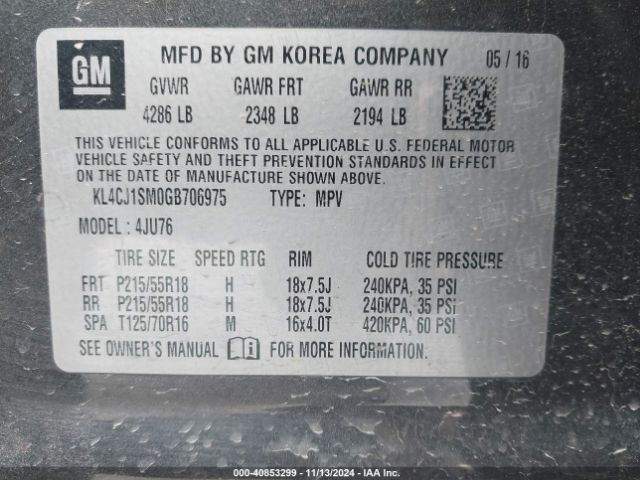 GM MFD BY GM KOREA COMPANY 05 / 16
GVWR GAWR FRT GAWR RR
4286 LB 2348 LB 2194 LB
THIS VEHICLE CONFORMS TO ALL APPLICABLE U.S. FEDERAL MOTOR
VEHICLE SAFETY AND THEFT PREVENTION STANDARDS IN EFFECT
ON THE DATE OF MANUFACTURE SHOWN ABOVE.
KL4CJ1SM0GB706975 TYPE: MPV
MODEL : 4JU76
TIRE SIZE SPEED RTG RIM COLD TIRE PRESSURE
FRT P215/55R18 H 18x7.5J 240KPA, 35 PSI
RR P215/55R18 H 18x7.5J 240KPA, 35 PSI
SPA T125/70R16 M 16x4.0T 420KPA, 60 PSI
SEE OWNER'S MANUAL FOR MORE INFORMATION.
000-40853299 - 11/13/2024 - IAA Inc.